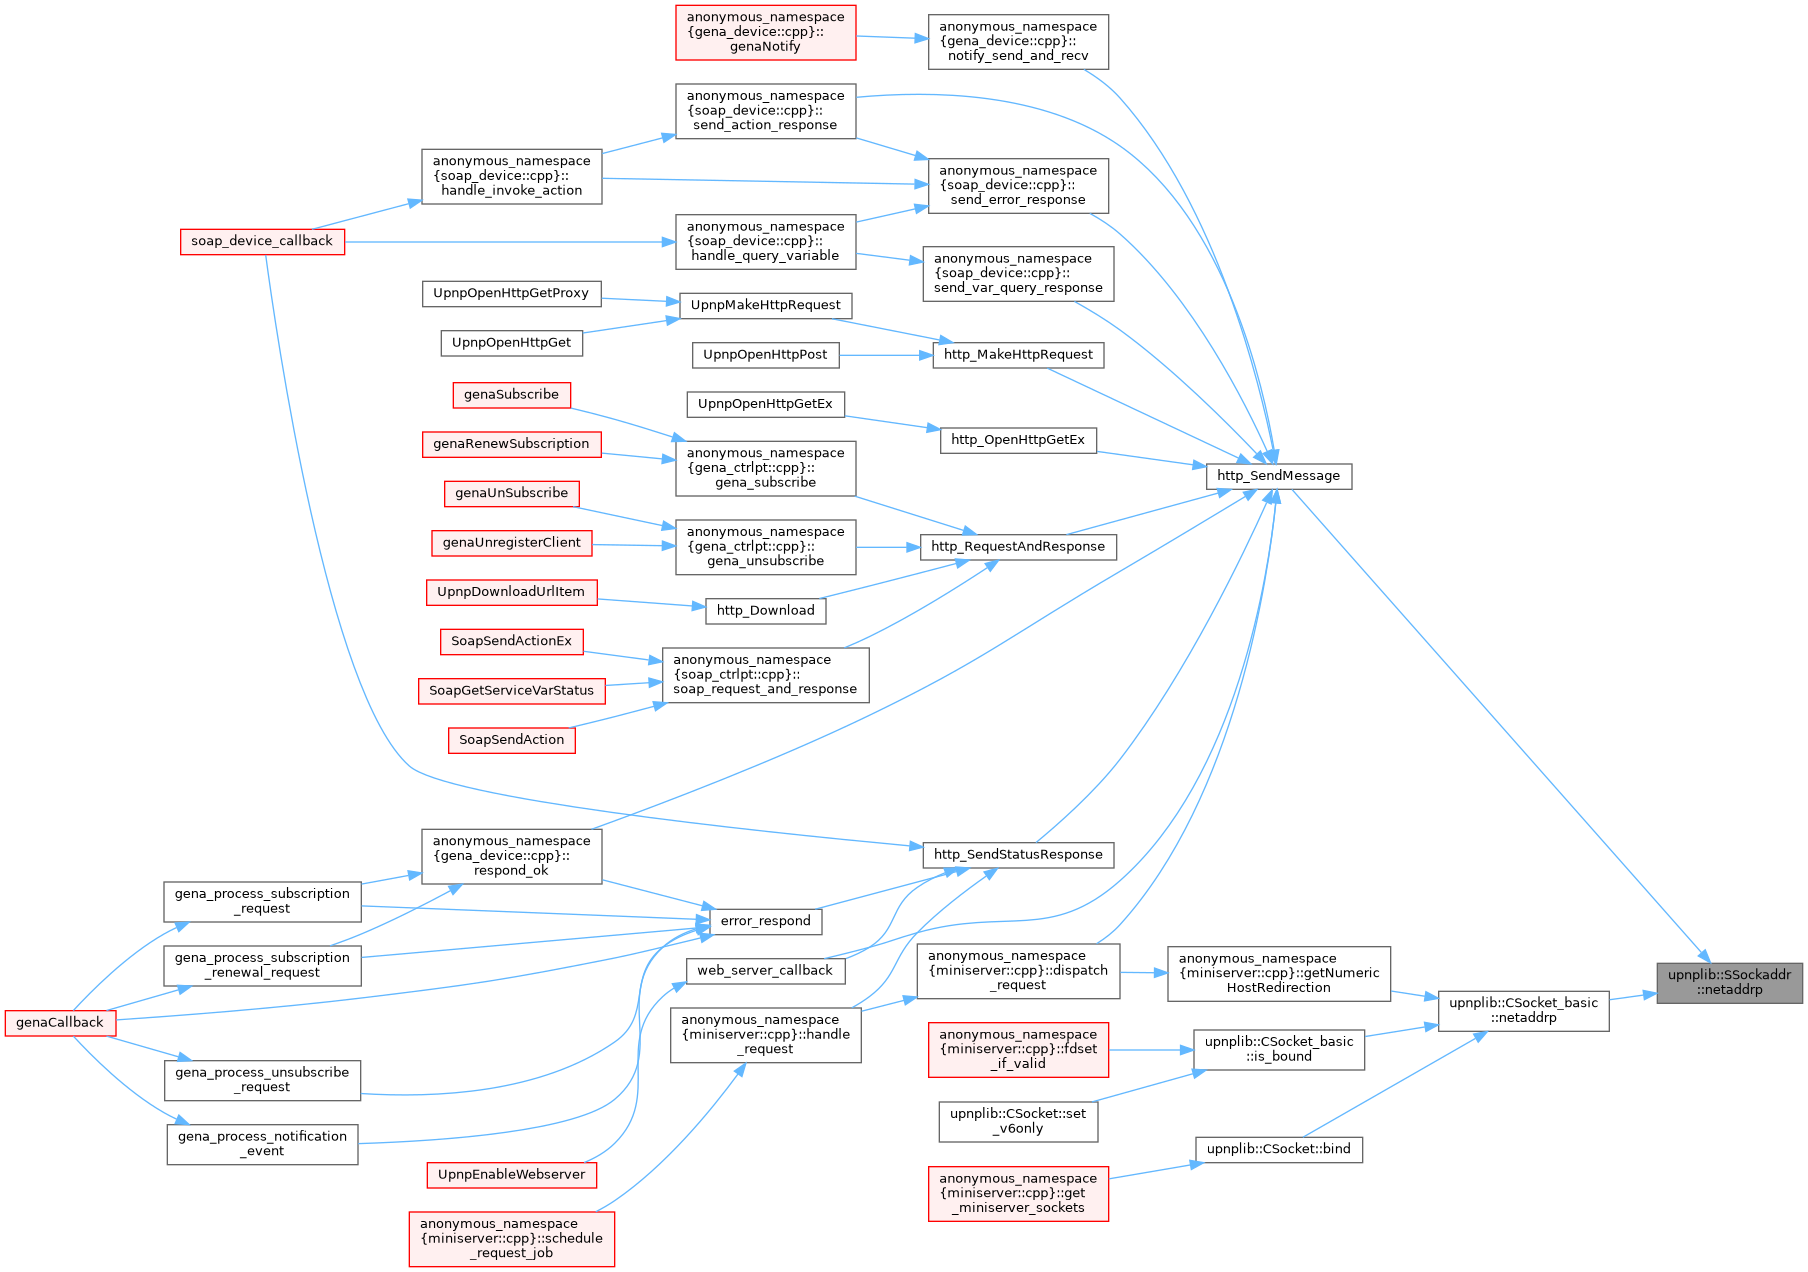 anonymous_namespace
{gena_device::cpp}::
genaNotify
anonymous_namespace
{gena_device::cpp}::
notify_send_and_recv
anonymous_namespace
{soap_device::cpp}::
send_action_response
anonymous_namespace
{soap_device::cpp}::
handle_invoke_action
anonymous_namespace
{soap_device::cpp}::
send_error_response
soap_device_callback
anonymous_namespace
{soap_device::cpp}::
handle_query_variable
anonymous_namespace
{soap_device::cpp}::
send_var_query_response
UpnpOpenHttpGetProxy
UpnpMakeHttpRequest
UpnpOpenHttpGet
UpnpOpenHttpPost
http_MakeHttpRequest
genaSubscribe
UpnpOpenHttpGetEx
http_OpenHttpGetEx
genaRenewSubscription
anonymous_namespace
{gena_ctrlpt::cpp}::
gena_subscribe
http_SendMessage
genaUnSubscribe
genaUnregisterClient
anonymous_namespace
{gena_ctrlpt::cpp}::
gena_unsubscribe
http_RequestAndResponse
UpnpDownloadUrlItem
http_Download
SoapSendActionEx
SoapGetServiceVarStatus
anonymous_namespace
{soap_ctrlpt::cpp}::
soap_request_and_response
SoapSendAction
anonymous_namespace
{gena_device::cpp}::
respond_ok
http_SendStatusResponse
gena_process_subscription
_request
error_respond
gena_process_subscription
_renewal_request
web_server_callback
anonymous_namespace
{miniserver::cpp}::dispatch
_request
anonymous_namespace
{miniserver::cpp}::getNumeric
HostRedirection
upnplib::SSockaddr
::netaddrp
genaCallback
anonymous_namespace
{miniserver::cpp}::handle
_request
upnplib::CSocket_basic
::netaddrp
anonymous_namespace
{miniserver::cpp}::fdset
_if_valid
upnplib::CSocket_basic
::is_bound
gena_process_unsubscribe
_request
upnplib::CSocket::set
_v6only
gena_process_notification
_event
upnplib::CSocket::bind
UpnpEnableWebserver
anonymous_namespace
{miniserver::cpp}::get
_miniserver_sockets
anonymous_namespace
{miniserver::cpp}::schedule
_request_job